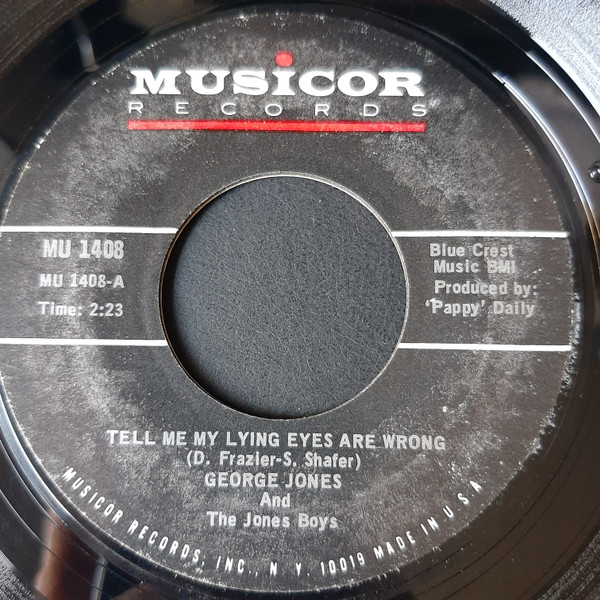 MUSICOR
RECORDS
MU 1408
MU 1408-A
Time: 2:23
Blue Crest
Music BMI
Produced by:
'Pappy' Daily
TELL ME MY LYING EYES ARE WRONG
(D. Frazier-S. Shafer)
GEORGE JONES
And
The Jones Boys
MUSICOR RECORDS, INC., N.Y. 10019 MADE IN U S A